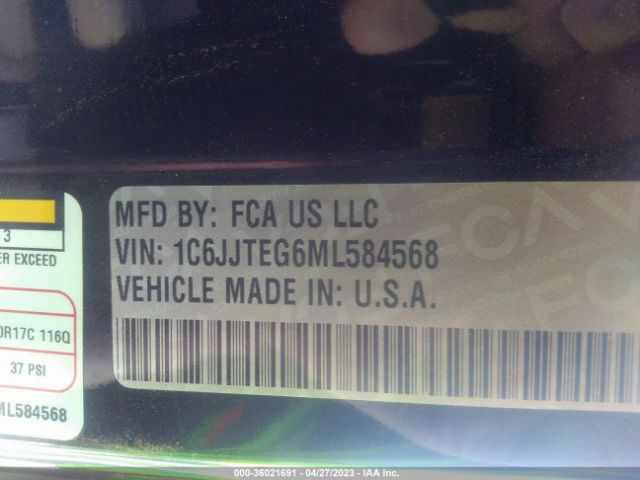 MFD BY: FCA US LLC
VIN: 1C6JJTEG6ML584568
VEHICLE MADE IN: U.S.A.
3
ER EXCEED
0R17C 116Q
37 PSI
ML584568
000-36021691 - 04/27/2023 - IAA Inc.